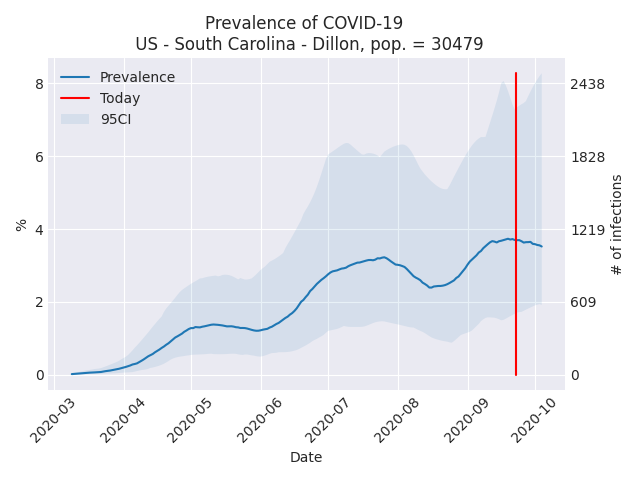 Prevalence of COVID-19
US - South Carolina - Dillon, pop. = 30479
Prevalence
Today
95CI
%
8
6
4
2
0
2438
1828
1219
609
0
# of infections
2020-03
2020-04
2020-05
2020-06
2020-07
2020-08
2020-09
2020-10
Date